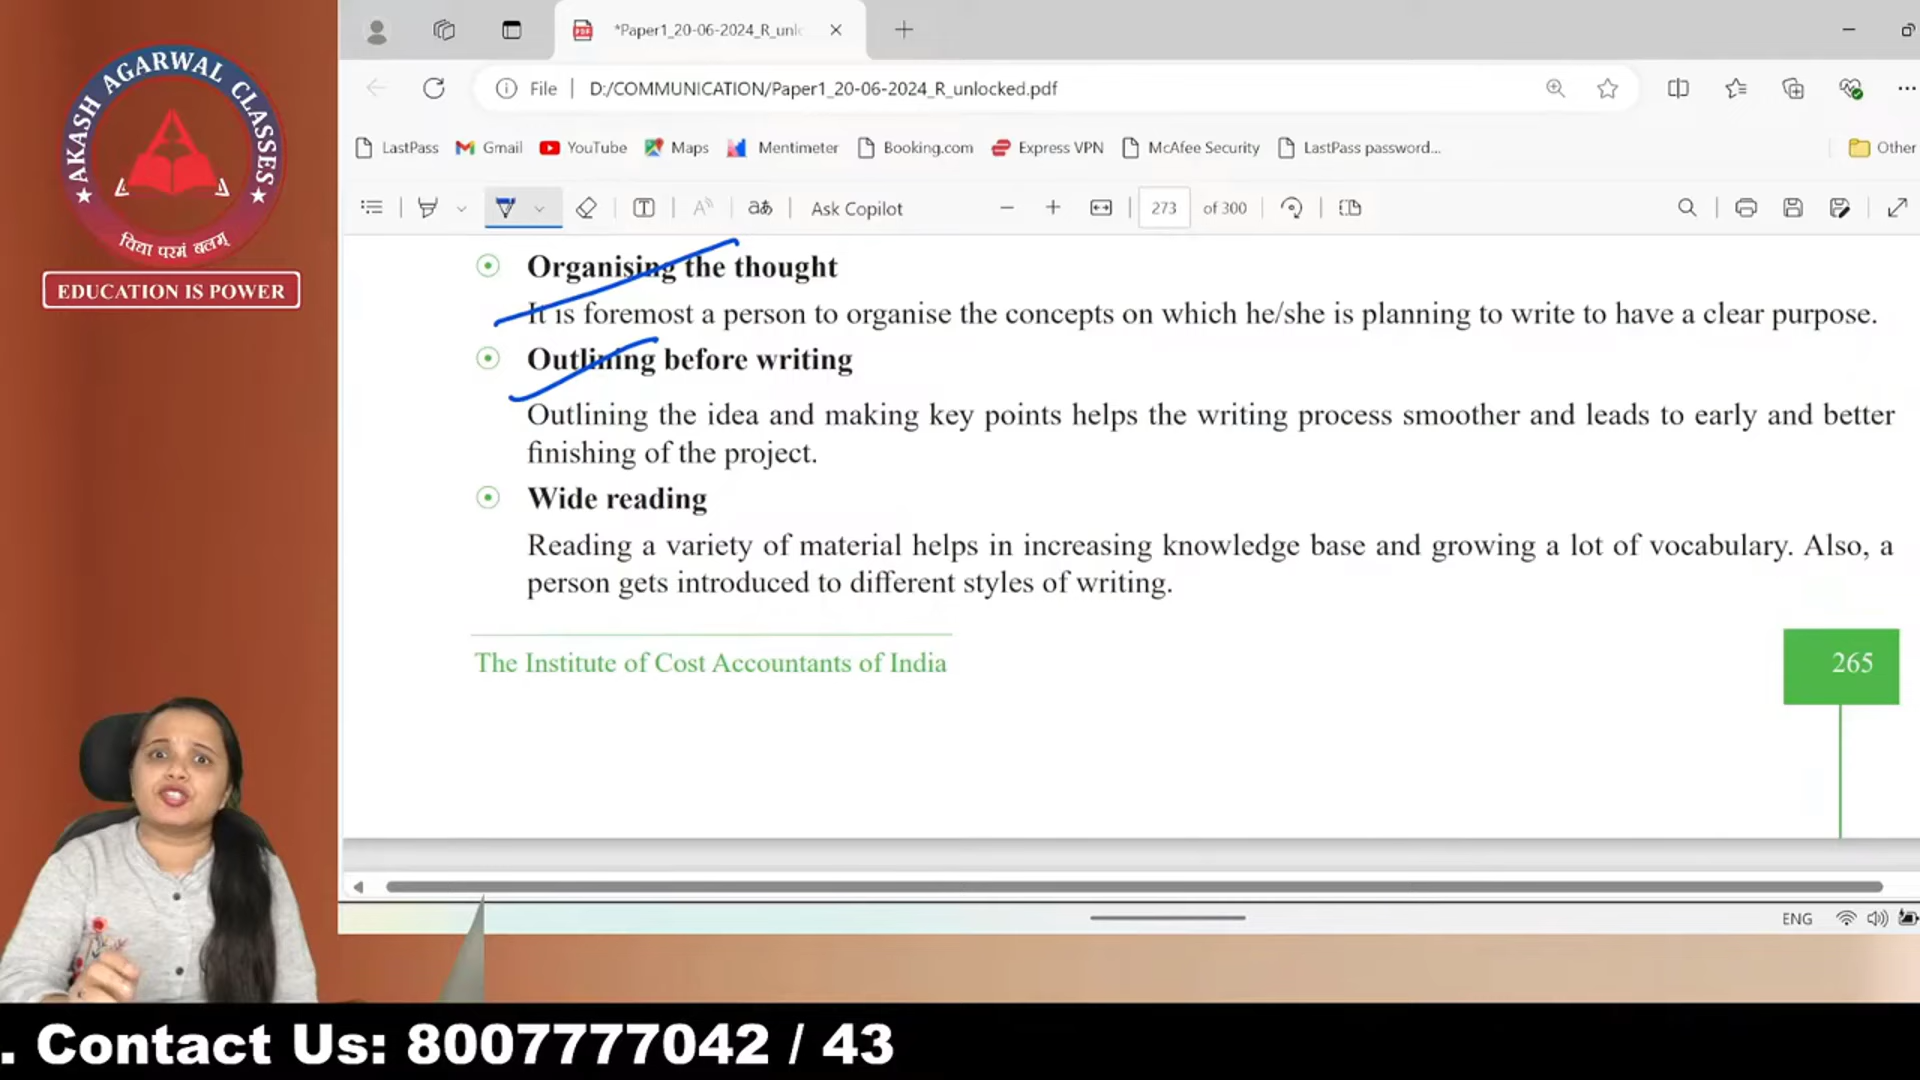 AKASH AGARWAL CLASSES
विद्या परमं बलम्
EDUCATION IS POWER
*Paper1_20-06-2024_R_unl
File
D:/COMMUNICATION/Paper1_20-06-2024_R_unlocked.pdf
LastPass Gmail YouTube Maps Mentimeter Booking.com Express VPN McAfee Security LastPass password... Other
Ask Copilot 273 of 300
Organising the thought
It is foremost a person to organise the concepts on which he/she is planning to write to have a clear purpose.
Outlining before writing
Outlining the idea and making key points helps the writing process smoother and leads to early and better
finishing of the project.
Wide reading
Reading a variety of material helps in increasing knowledge base and growing a lot of vocabulary. Also, a
person gets introduced to different styles of writing.
The Institute of Cost Accountants of India
265
ENG
. Contact Us: 8007777042 / 43